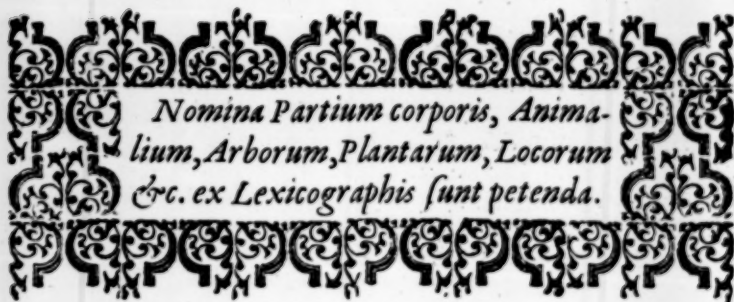 Nomina Partium corporis, Anima-
lium, Arborum, Plantarum, Locorum
&c. ex Lexicographis ſunt petenda.